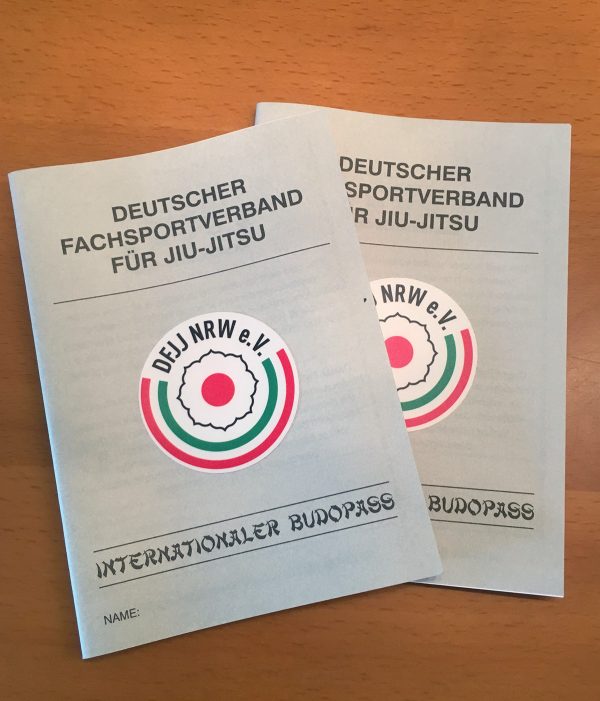 DEUTSCHER
FACHSPORTVERBAND
FÜR JIU-JITSU
DFJJ NRW e.V.
INTERNATIONALER BUDOPASS
NAME:
DEUTSCHER
SPORTVERBAND
JIU-JITSU
NRW e.V.
BUDOPASS